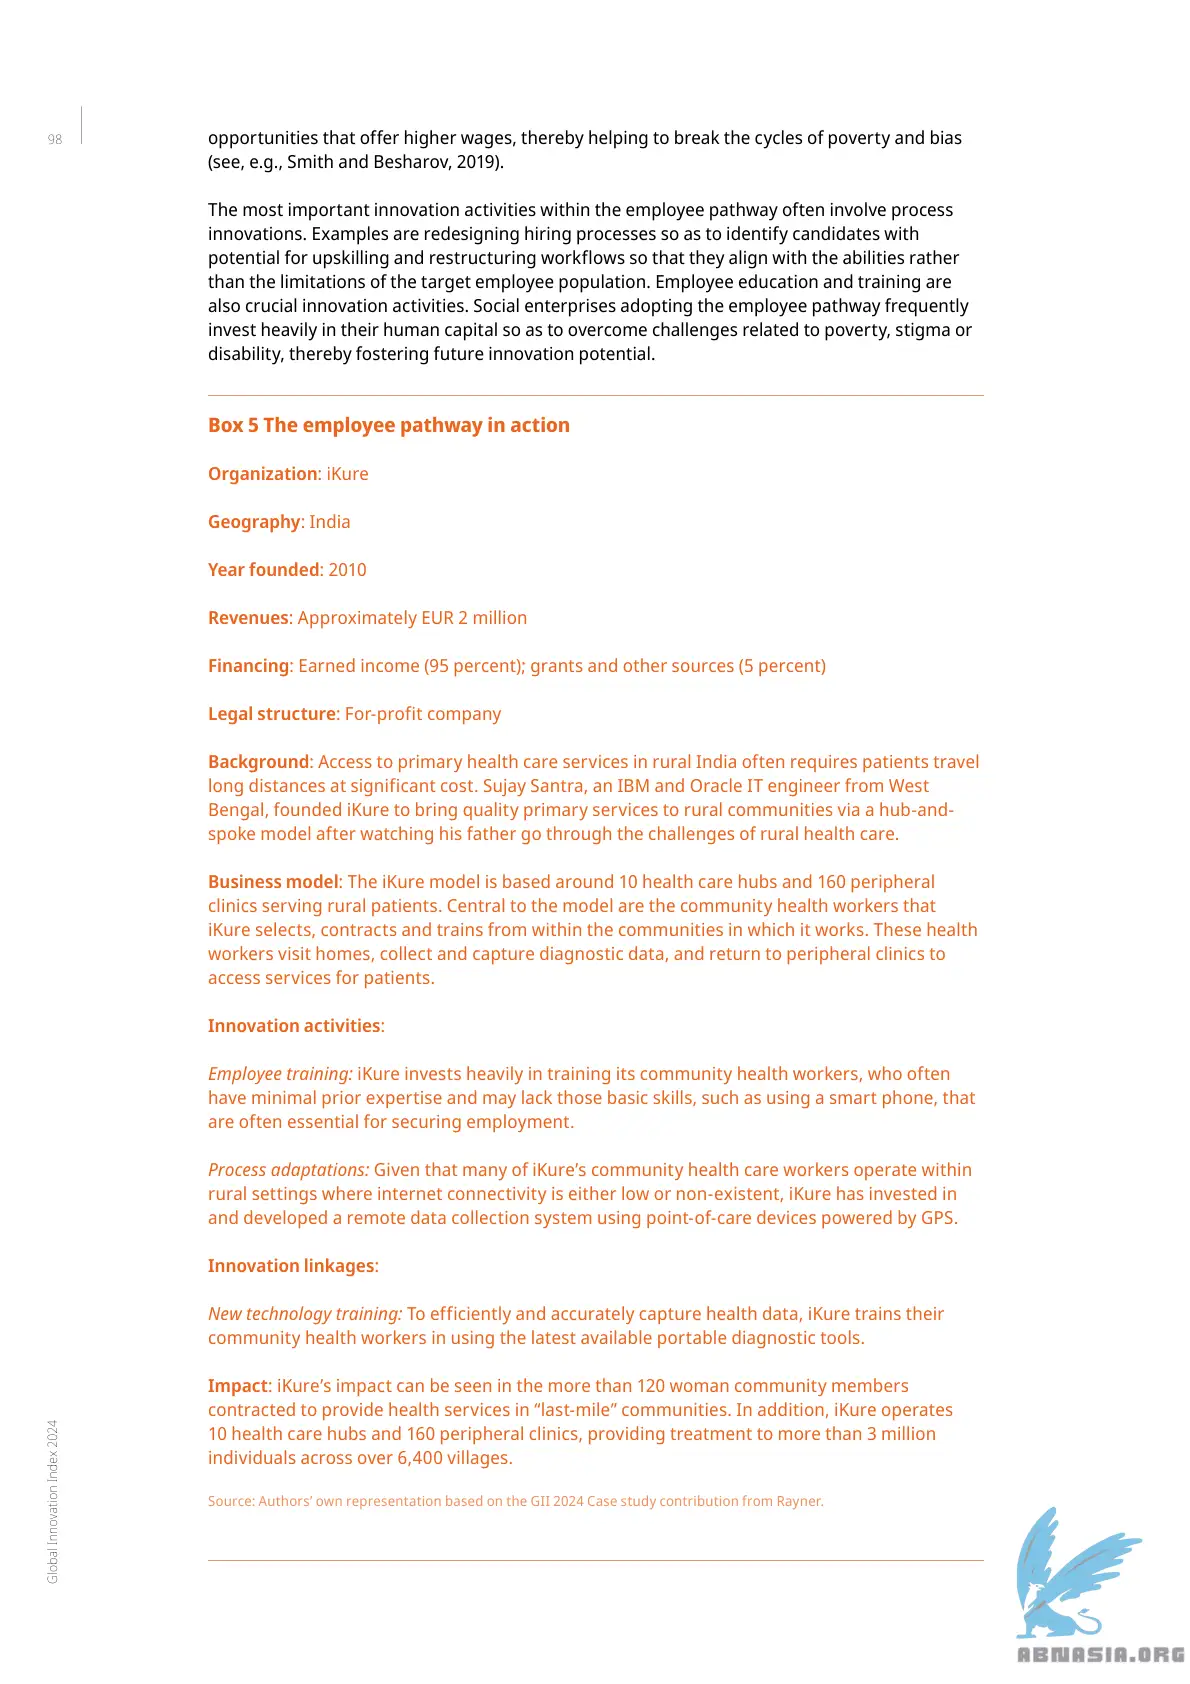 98
opportunities that offer higher wages, thereby helping to break the cycles of poverty and bias
(see, e.g., Smith and Besharov, 2019).
The most important innovation activities within the employee pathway often involve process
innovations. Examples are redesigning hiring processes so as to identify candidates with
potential for upskilling and restructuring workflows so that they align with the abilities rather
than the limitations of the target employee population. Employee education and training are
also crucial innovation activities. Social enterprises adopting the employee pathway frequently
invest heavily in their human capital so as to overcome challenges related to poverty, stigma or
disability, thereby fostering future innovation potential.
Box 5 The employee pathway in action
Organization: iKure
Geography: India
Year founded: 2010
Revenues: Approximately EUR 2 million
Financing: Earned income (95 percent); grants and other sources (5 percent)
Legal structure: For-profit company
Background: Access to primary health care services in rural India often requires patients travel
long distances at significant cost. Sujay Santra, an IBM and Oracle IT engineer from West
Bengal, founded iKure to bring quality primary services to rural communities via a hub-and-
spoke model after watching his father go through the challenges of rural health care.
Business model: The iKure model is based around 10 health care hubs and 160 peripheral
clinics serving rural patients. Central to the model are the community health workers that
iKure selects, contracts and trains from within the communities in which it works. These health
workers visit homes, collect and capture diagnostic data, and return to peripheral clinics to
access services for patients.
Innovation activities:
Employee training: iKure invests heavily in training its community health workers, who often
have minimal prior expertise and may lack those basic skills, such as using a smart phone, that
are often essential for securing employment.
Process adaptations: Given that many of iKure’s community health care workers operate within
rural settings where internet connectivity is either low or non-existent, iKure has invested in
and developed a remote data collection system using point-of-care devices powered by GPS.
Innovation linkages:
New technology training: To efficiently and accurately capture health data, iKure trains their
community health workers in using the latest available portable diagnostic tools.
Impact: iKure’s impact can be seen in the more than 120 woman community members
contracted to provide health services in “last-mile” communities. In addition, iKure operates
10 health care hubs and 160 peripheral clinics, providing treatment to more than 3 million
individuals across over 6,400 villages.
Source: Authors’ own representation based on the GII 2024 Case study contribution from Rayner.
Global Innovation Index 2024
ABNASIA.ORG